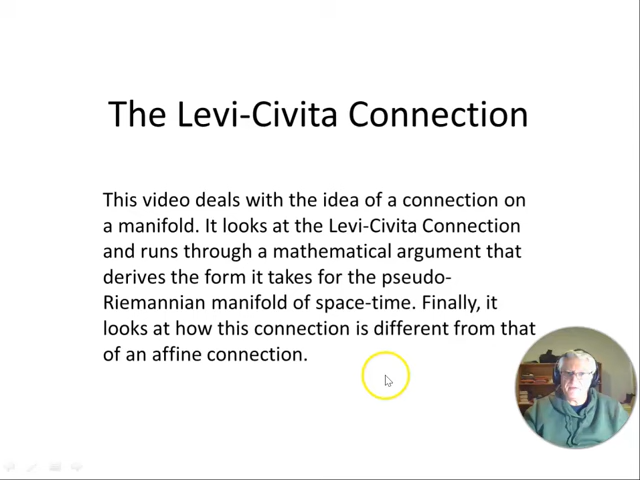 The Levi-Civita Connection
This video deals with the idea of a connection on
a manifold. It looks at the Levi-Civita Connection
and runs through a mathematical argument that
derives the form it takes for the pseudo-
Riemannian manifold of space-time. Finally, it
looks at how this connection is different from that
of an affine connection.